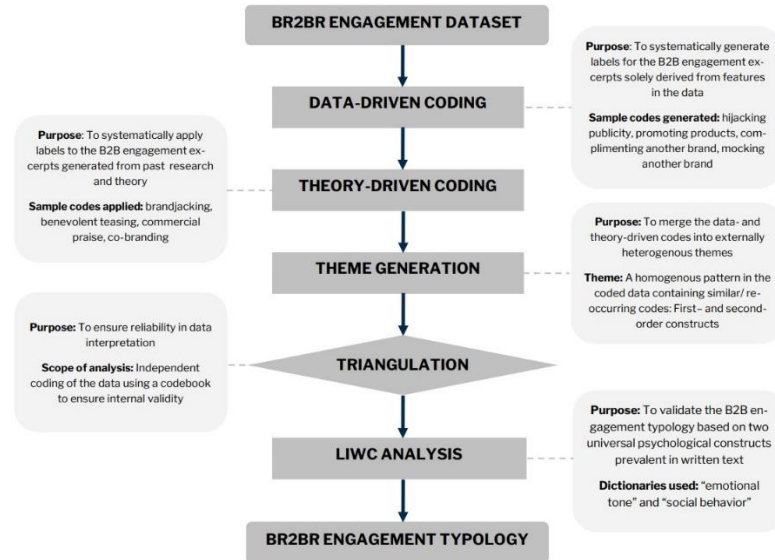 BR2BR ENGAGEMENT DATASET
Purpose: To systematically generate
labels for the B2B engagement ex-
cerpts solely derived from features
in the data
Sample codes generated: hijacking
publicity, promoting products, com-
plimenting another brand, mocking
another brand
DATA-DRIVEN CODING
Purpose: To systematically apply
labels to the B2B engagement ex-
cerpts generated from past research
and theory
Sample codes applied: brandjacking,
benevolent teasing, commercial
praise, co-branding
THEORY-DRIVEN CODING
Purpose: To merge the data- and
theory-driven codes into externally
heterogenous themes
Theme: A homogenous pattern in the
coded data containing similar/ re-
occurring codes: First– and second-
order constructs
THEME GENERATION
Purpose: To ensure reliability in data
interpretation
Scope of analysis: Independent
coding of the data using a codebook
to ensure internal validity
TRIANGULATION
Purpose: To validate the B2B en-
gagement typology based on two
universal psychological constructs
prevalent in written text
Dictionaries used: “emotional
tone” and “social behavior”
LIWC ANALYSIS
BR2BR ENGAGEMENT TYPOLOGY